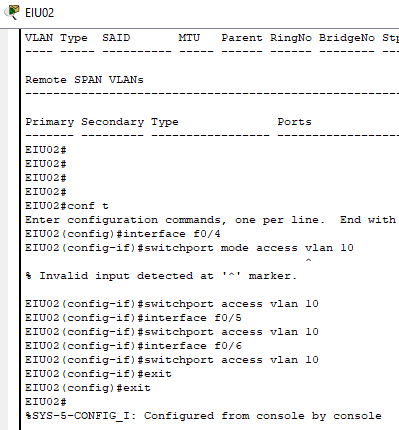 EIU02
VLAN Type SAID MTU Parent RingNo BridgeNo Stp
---- ----- ---------- ----- ------ ------ -------- ---
Remote SPAN VLANs
------------------------------------------------------
Primary Secondary Type Ports
------- --------- ----------------- ------------------
EIU02#
EIU02#
EIU02#
EIU02#
EIU02#conf t
Enter configuration commands, one per line. End with
EIU02(config)#interface f0/4
EIU02(config-if)#switchport mode access vlan 10
^
% Invalid input detected at '^' marker.
EIU02(config-if)#switchport access vlan 10
EIU02(config-if)#interface f0/5
EIU02(config-if)#switchport access vlan 10
EIU02(config-if)#interface f0/6
EIU02(config-if)#switchport access vlan 10
EIU02(config-if)#exit
EIU02(config)#exit
EIU02#
%SYS-5-CONFIG_I: Configured from console by console